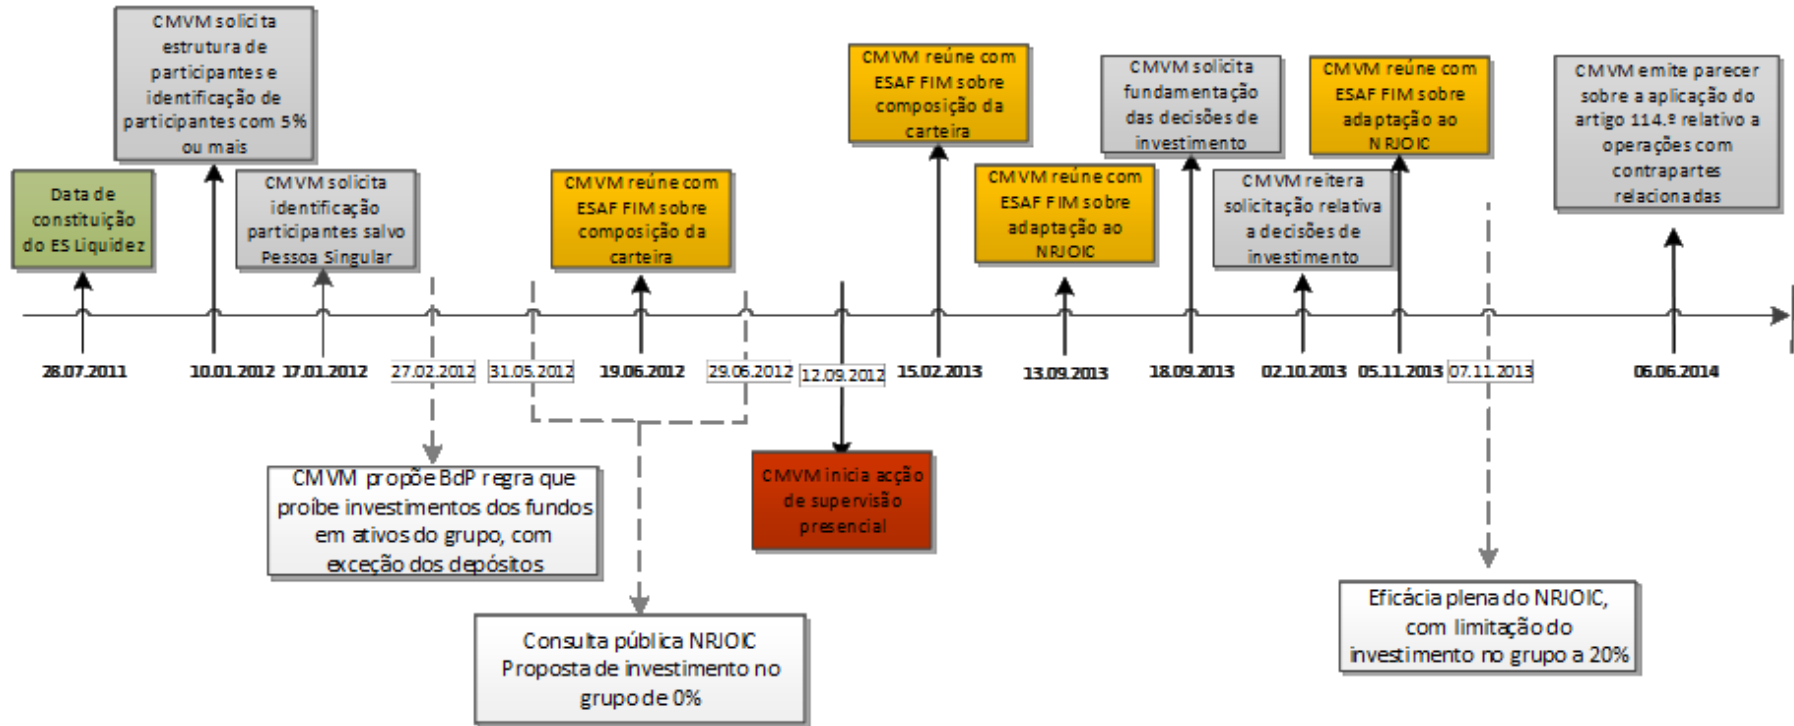 CMVM solicita
estrutura de
participantes e
identificação de
participantes com 5%
ou mais
CMVM reúne com
ESAF FIM sobre
composição da
carteira
CMVM solicita
fundamentação
das decisões de
investimento
CMVM reúne com
ESAF FIM sobre
adaptação ao
NRJOIC
CMVM emite parecer
sobre a aplicação do
artigo 114.º relativo a
operações com
contrapartes
relacionadas
Data de
constituição
do ES Liquidez
CMVM solicita
identificação
participantes salvo
Pessoa Singular
CMVM reúne com
ESAF FIM sobre
composição da
carteira
CMVM reúne com
ESAF FIM sobre
adaptação ao
NRJOIC
CMVM reitera
solicitação relativa
a decisões de
investimento
28.07.2011
10.01.2012
17.01.2012
27.02.2012
31.05.2012
19.06.2012
29.06.2012
12.09.2012
15.02.2013
13.09.2013
18.09.2013
02.10.2013
05.11.2013
07.11.2013
06.06.2014
CMVM propõe BdP regra que
proíbe investimentos dos fundos
em ativos do grupo, com
exceção dos depósitos
CMVM inicia acção
de supervisão
presencial
Consulta pública NRJOIC
Proposta de investimento no
grupo de 0%
Eficácia plena do NRJOIC,
com limitação do
investimento no grupo a 20%